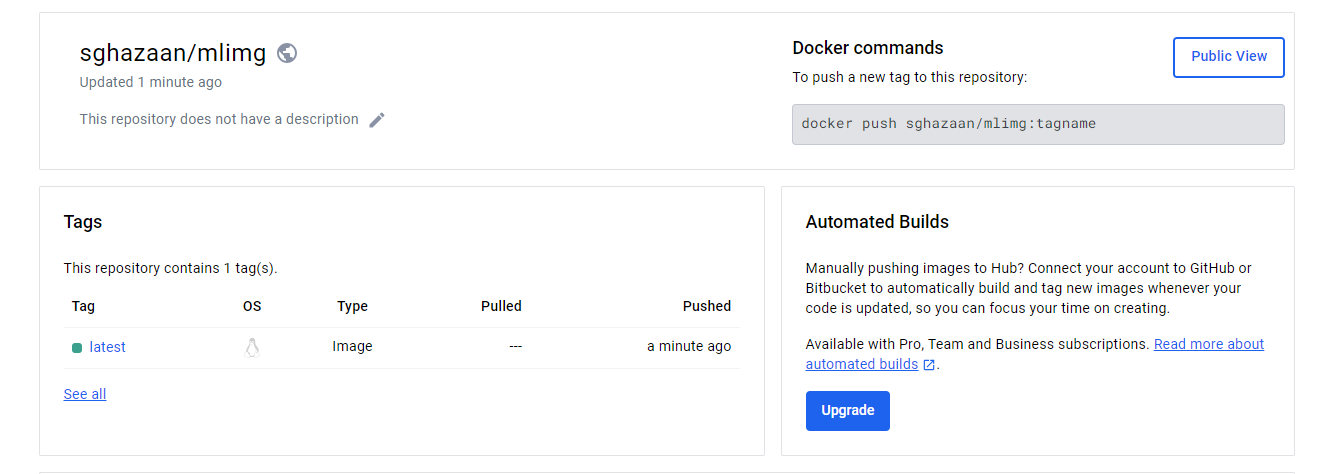 sghazaan/mlimg
Updated 1 minute ago
This repository does not have a description
Docker commands
To push a new tag to this repository:
Public View
docker push sghazaan/mlimg:tagname
Tags
This repository contains 1 tag(s).
Tag OS Type Pulled Pushed
latest Image --- a minute ago
See all
Automated Builds
Manually pushing images to Hub? Connect your account to GitHub or
Bitbucket to automatically build and tag new images whenever your
code is updated, so you can focus your time on creating.
Available with Pro, Team and Business subscriptions. Read more about
automated builds .
Upgrade